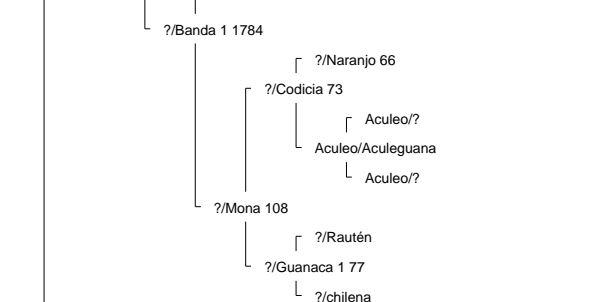 ?/Banda 1 1784
?/Naranjo 66
?/Codicia 73
Aculeo/?
Aculeo/Aculeguana
Aculeo/?
?/Mona 108
?/Rautén
?/Guanaca 1 77
?/chilena